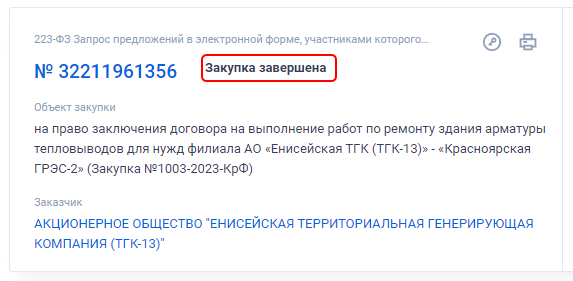 223-ФЗ Запрос предложений в электронной форме, участниками которого…
№ 32211961356 Закупка завершена
Объект закупки
на право заключения договора на выполнение работ по ремонту здания арматуры
тепловыводов для нужд филиала АО «Енисейская ТГК (ТГК-13)» - «Красноярская
ГРЭС-2» (Закупка №1003-2023-КрФ)
Заказчик
АКЦИОНЕРНОЕ ОБЩЕСТВО "ЕНИСЕЙСКАЯ ТЕРРИТОРИАЛЬНАЯ ГЕНЕРИРУЮЩАЯ
КОМПАНИЯ (ТГК-13)"